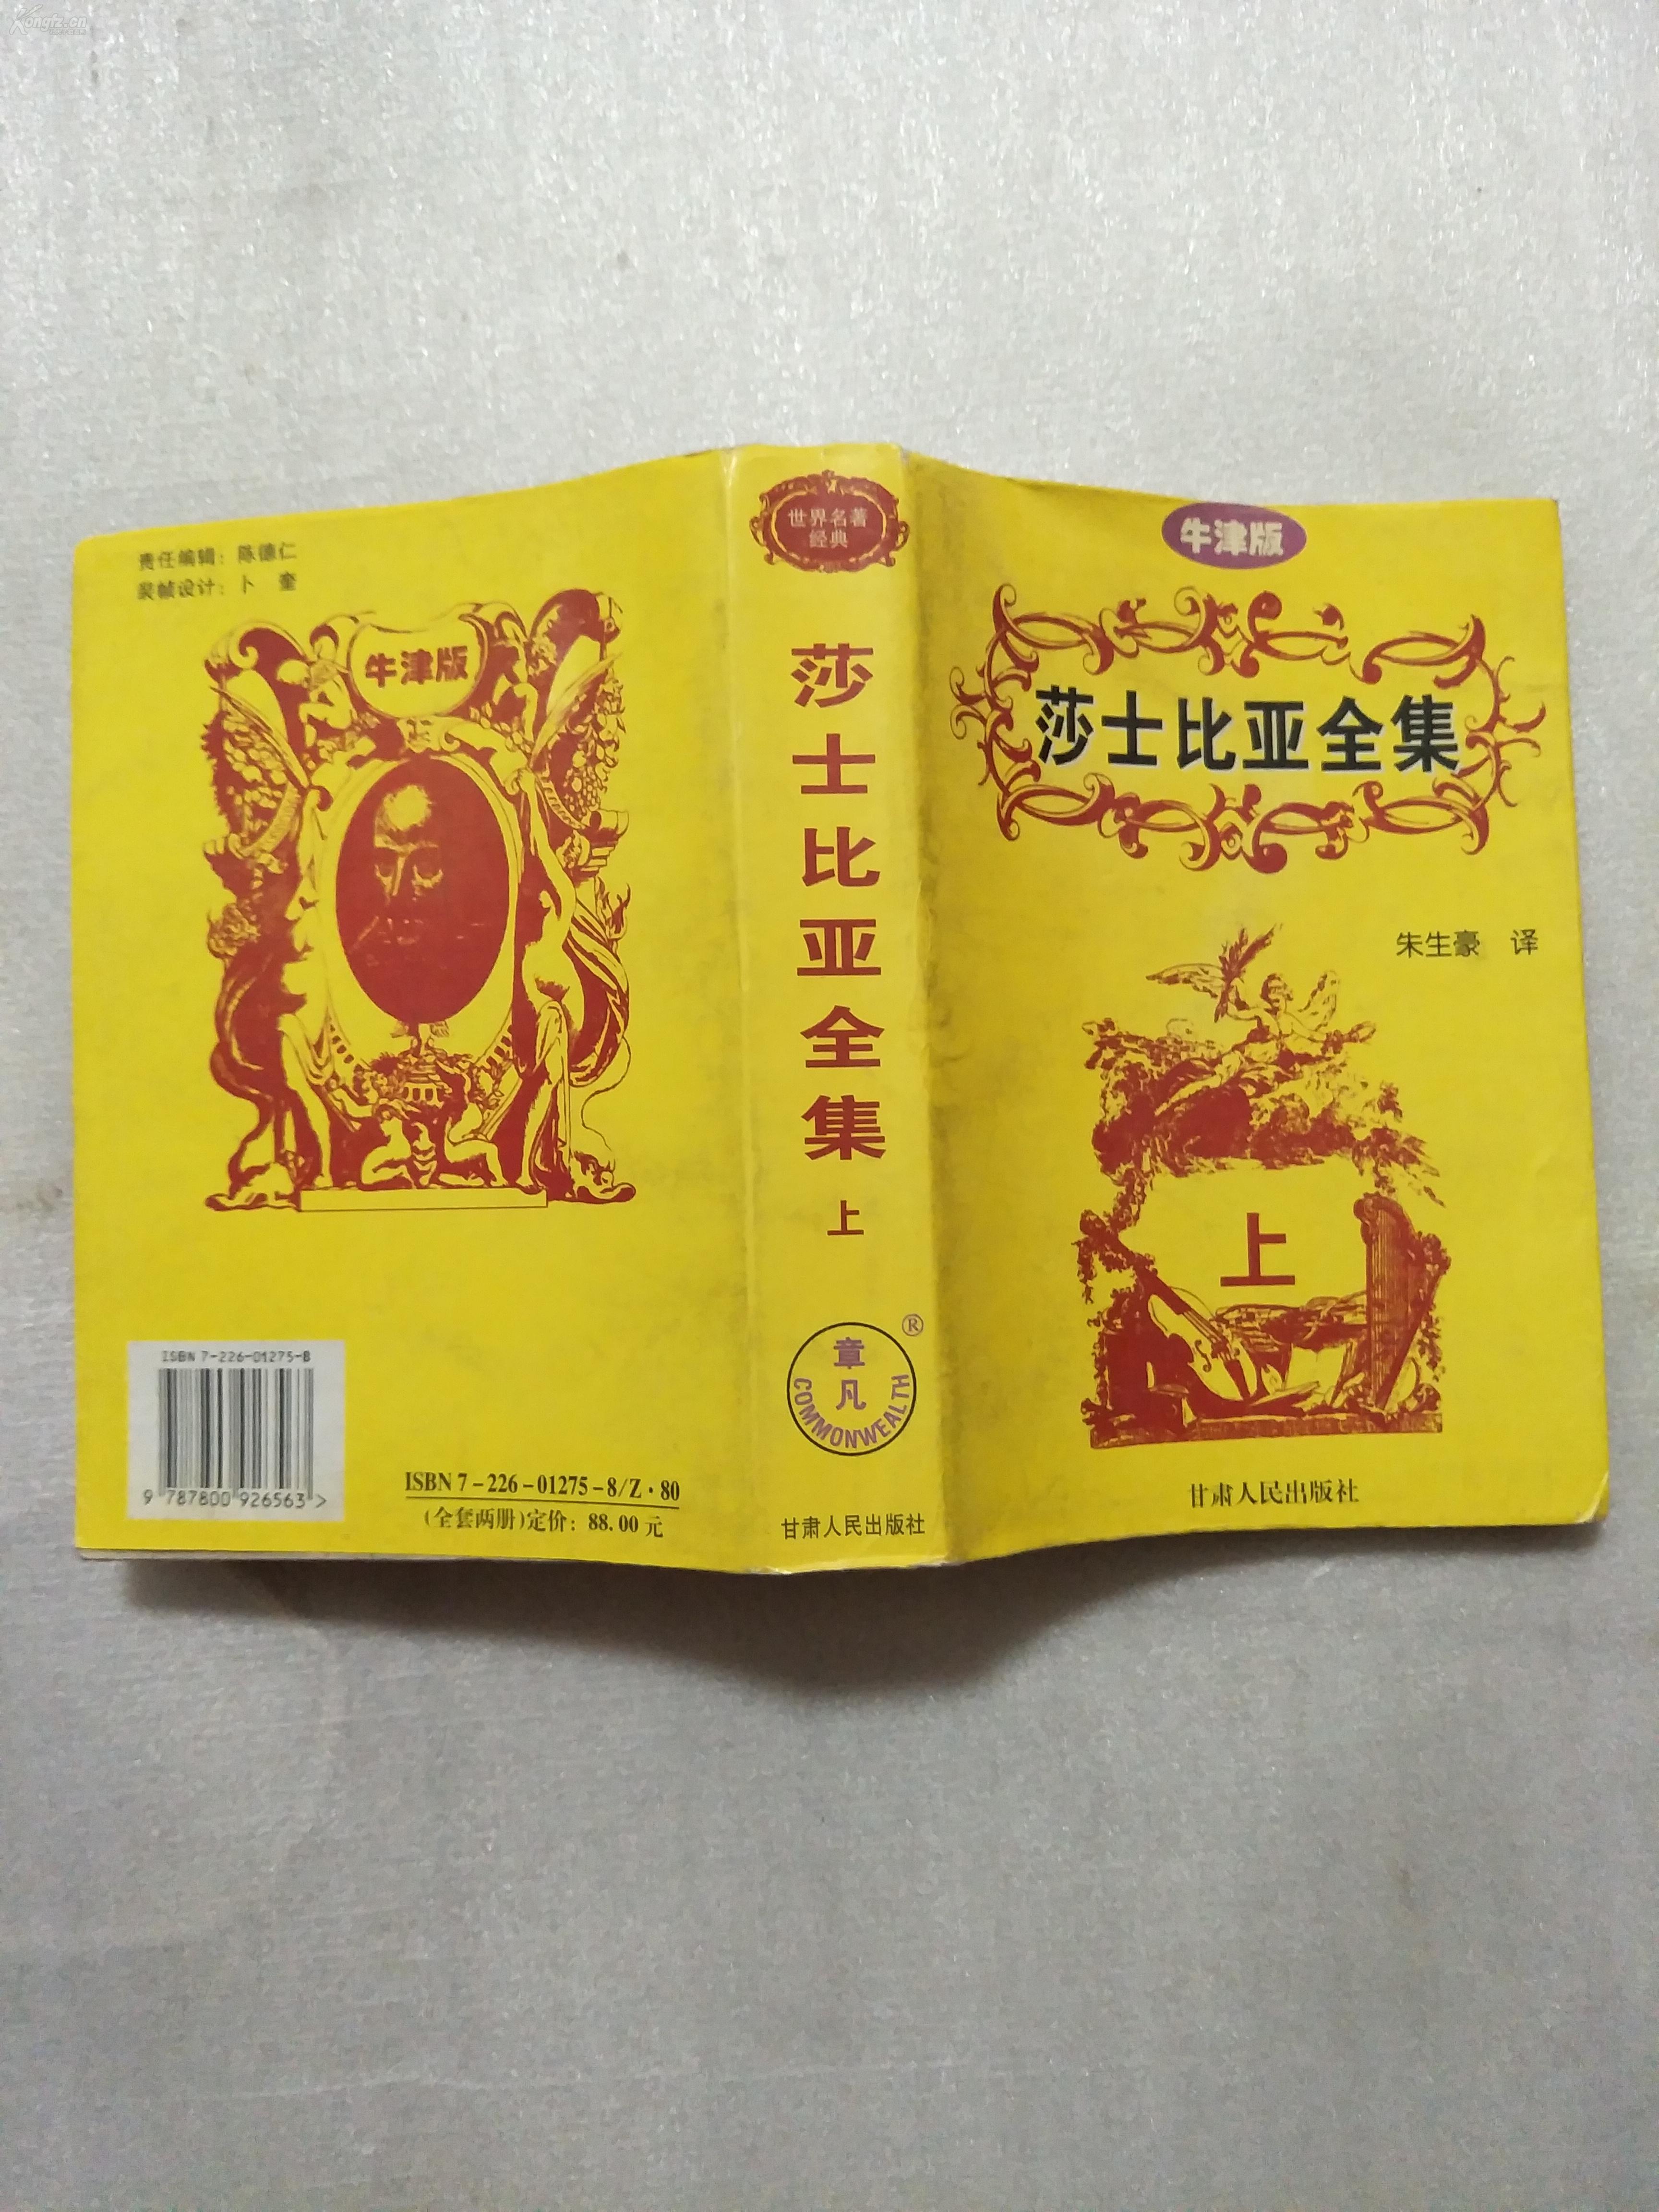 Kongfz.cn
责任编辑：陈德仁
装帧设计：卜 奎
牛津版
ISBN 7-226-01275-8
9 787800 926563 >
ISBN 7-226-01275-8/Z·80
(全套两册)定价：88.00元
世界名著
经典
莎士比亚全集
上
章凡
COMMONWEALTH
®
甘肃人民出版社
牛津版
莎士比亚全集
朱生豪 译
上
甘肃人民出版社